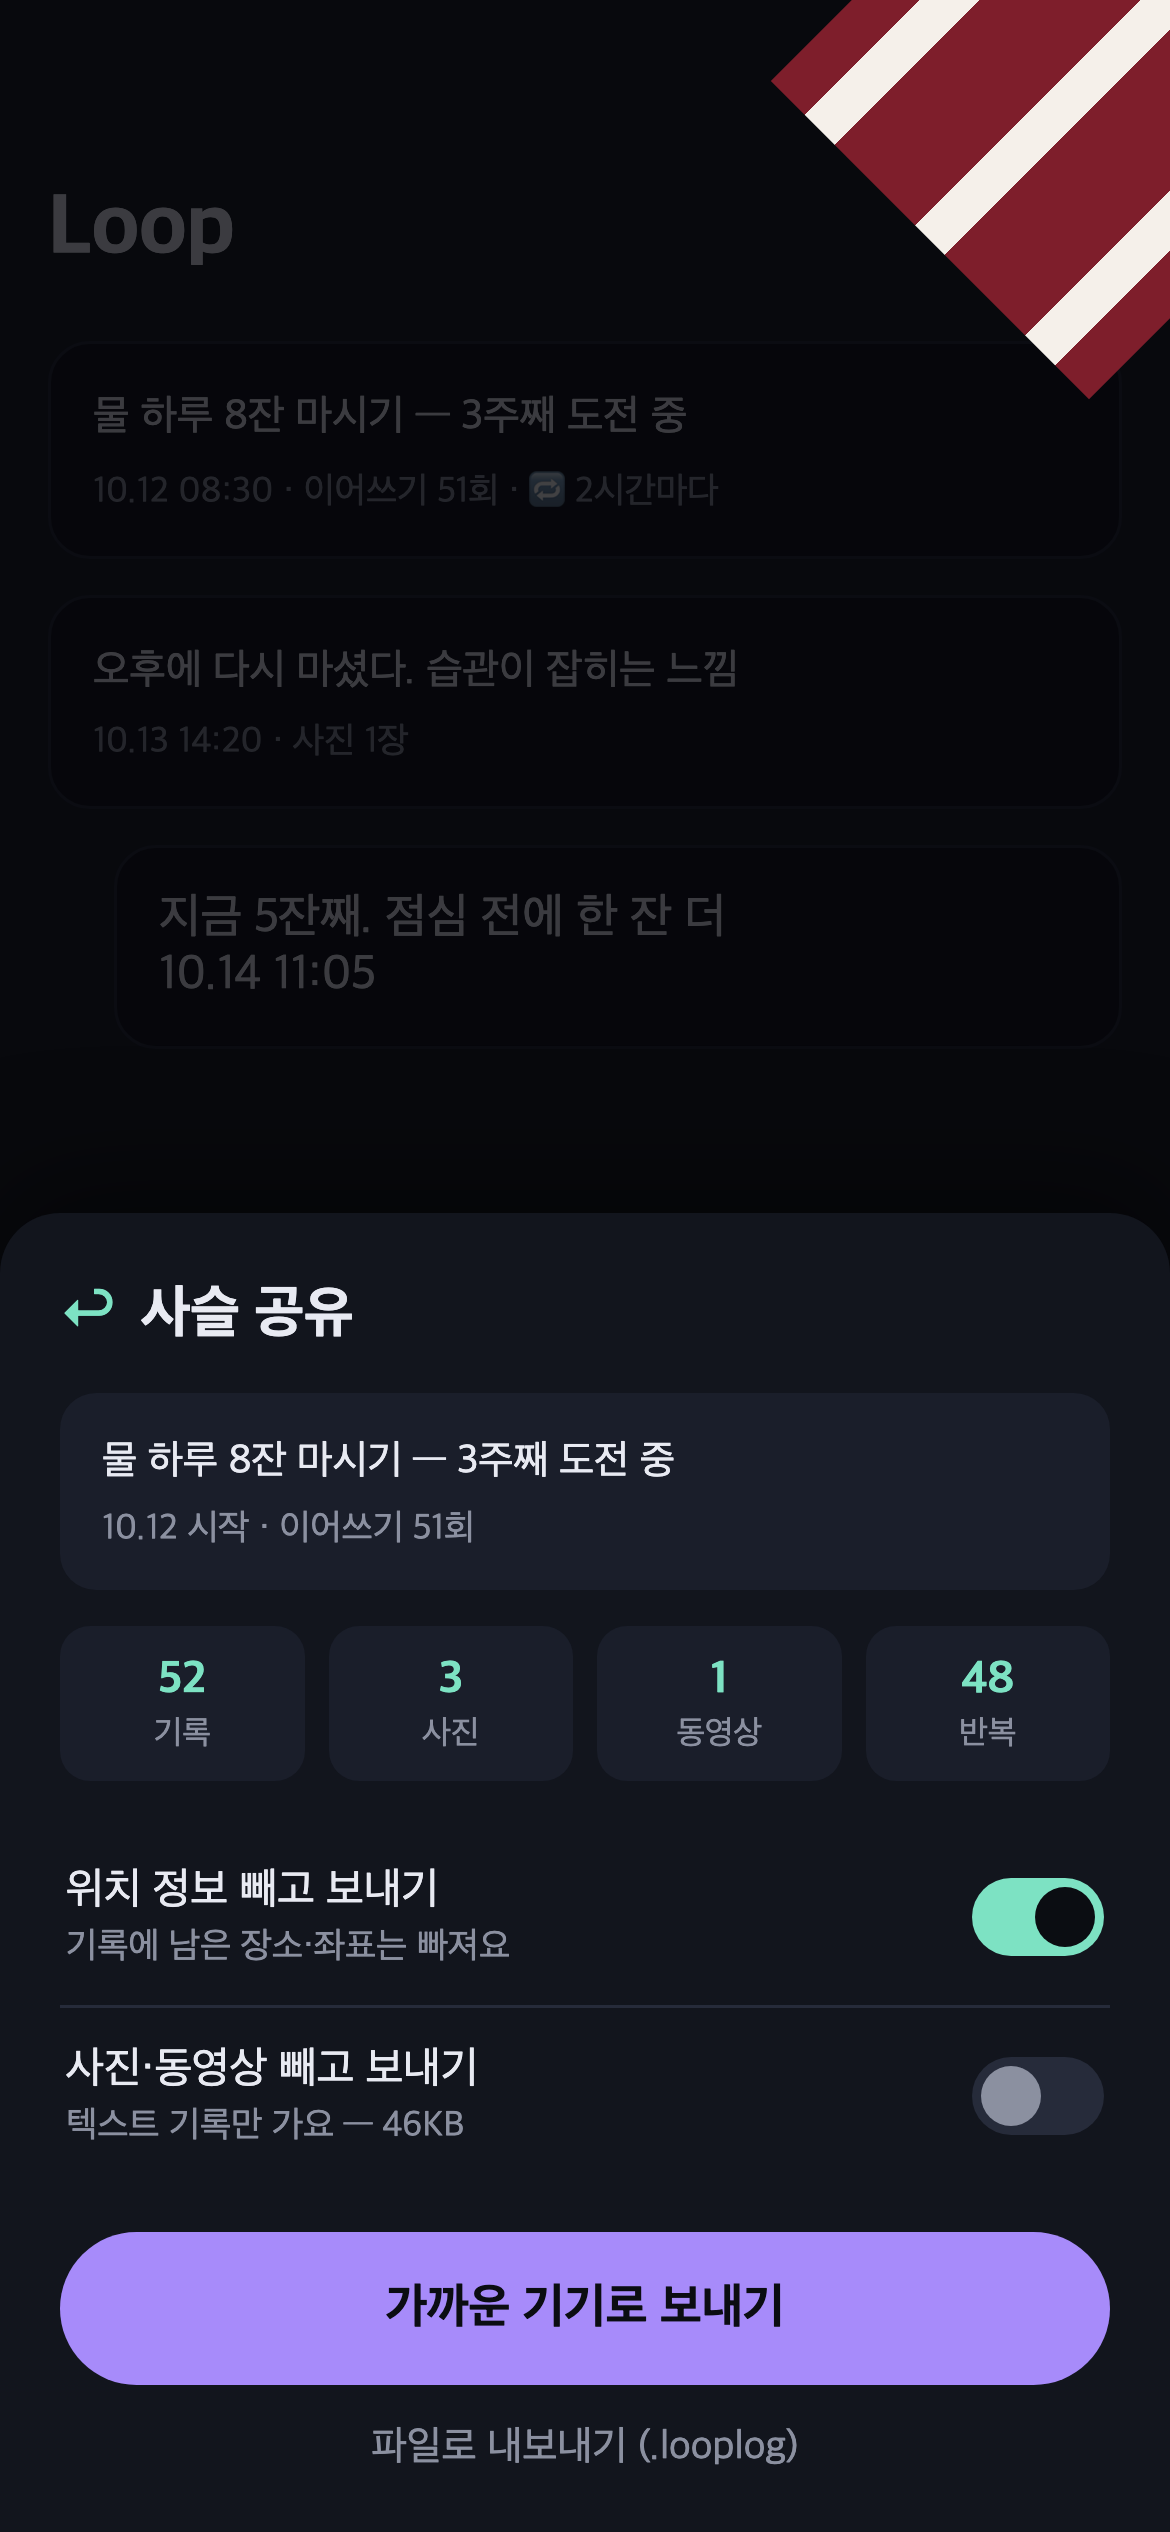 Loop
물 하루 8잔 마시기 — 3주째 도전 중
10.12 08:30 · 이어쓰기 51회 · 🔁 2시간마다
오후에 다시 마셨다. 습관이 잡히는 느낌
10.13 14:20 · 사진 1장
지금 5잔째. 점심 전에 한 잔 더
10.14 11:05
사슬 공유
물 하루 8잔 마시기 — 3주째 도전 중
10.12 시작 · 이어쓰기 51회
52 3 1 48
기록 사진 동영상 반복
위치 정보 빼고 보내기
기록에 남은 장소·좌표는 빠져요
사진·동영상 빼고 보내기
텍스트 기록만 가요 — 46KB
가까운 기기로 보내기
파일로 내보내기 (.looplog)